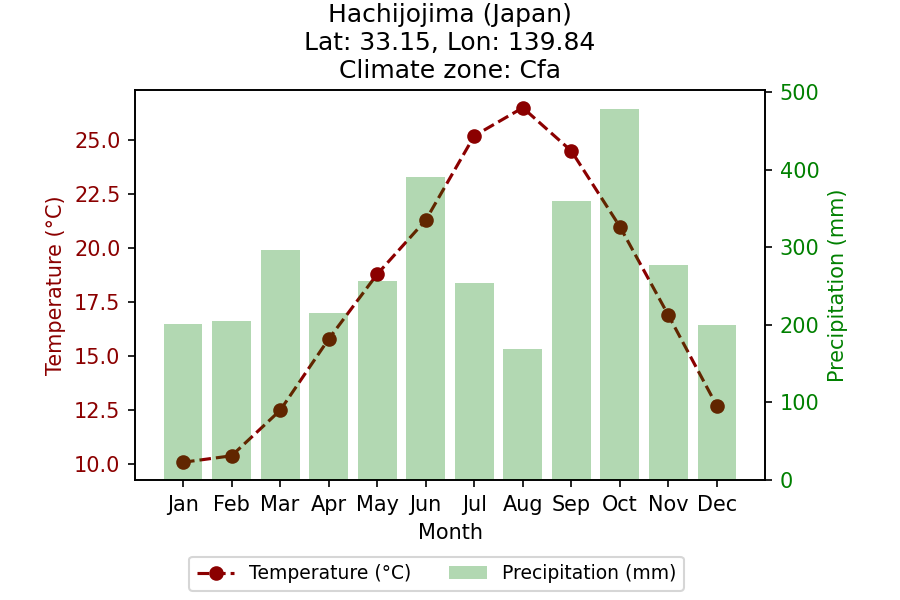 Hachijojima (Japan)
Lat: 33.15, Lon: 139.84
Climate zone: Cfa
Temperature (°C)
25.0
22.5
20.0
17.5
15.0
12.5
10.0
500
400
300
200
100
0
Precipitation (mm)
Jan Feb Mar Apr May Jun Jul Aug Sep Oct Nov Dec
Month
Temperature (°C) Precipitation (mm)